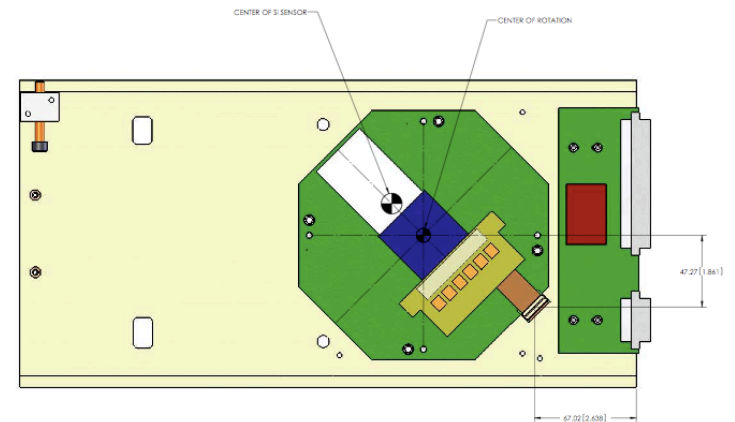 CENTER OF SI SENSOR
CENTER OF ROTATION
47.27[1.861]
67.02[2.638]